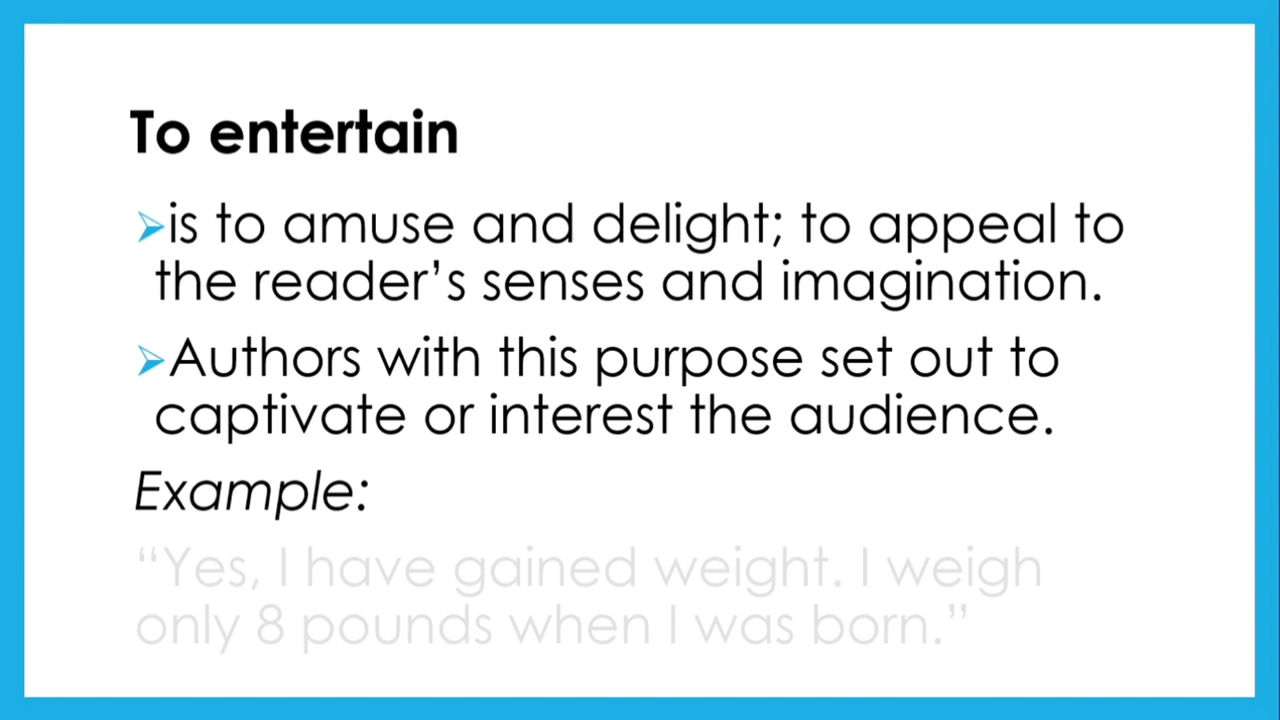 To entertain
➢is to amuse and delight; to appeal to
the reader’s senses and imagination.
➢Authors with this purpose set out to
captivate or interest the audience.
Example:
“Yes, I have gained weight. I weigh
only 8 pounds when I was born.”